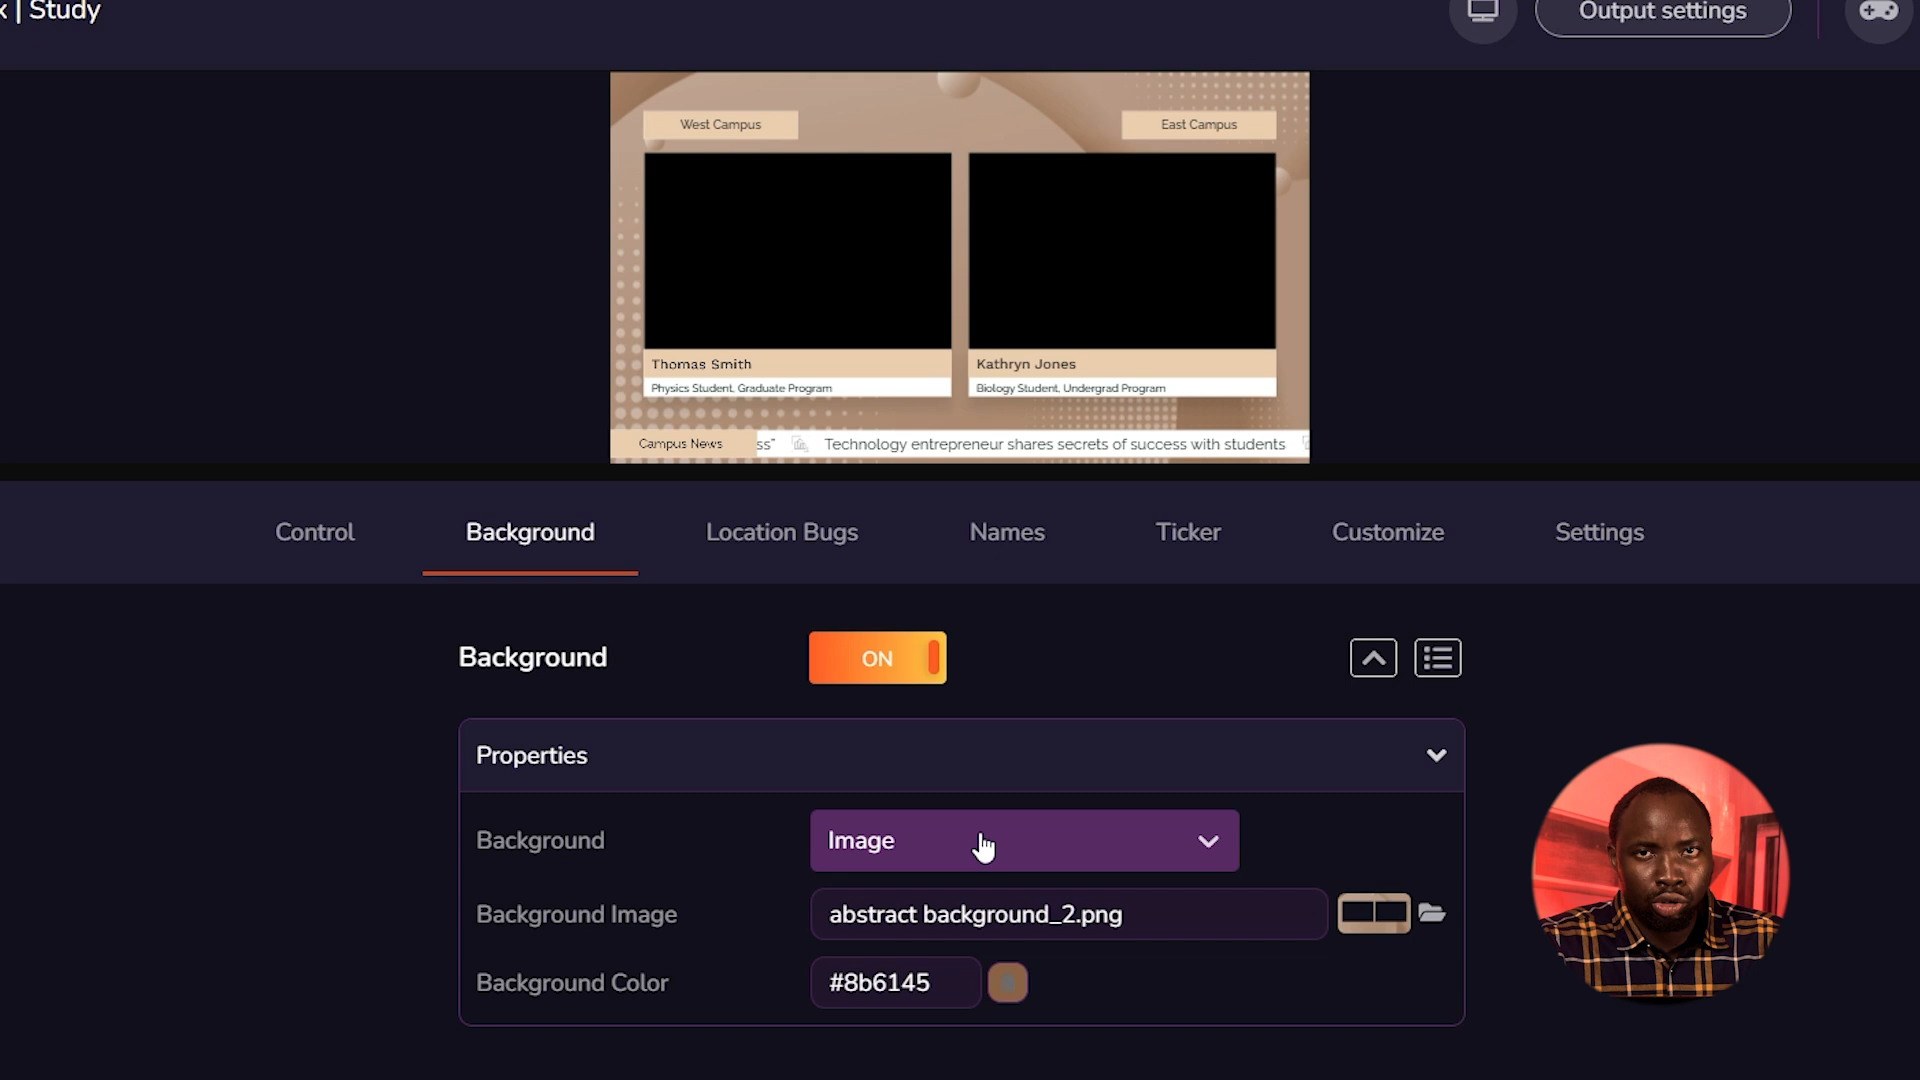 x | Study
Output settings
West Campus
East Campus
Thomas Smith
Physics Student, Graduate Program
Kathryn Jones
Biology Student, Undergrad Program
Campus News
ss"
Technology entrepreneur shares secrets of success with students
Control
Background
Location Bugs
Names
Ticker
Customize
Settings
Background
ON
Properties
Background
Image
Background Image
abstract background_2.png
Background Color
#8b6145